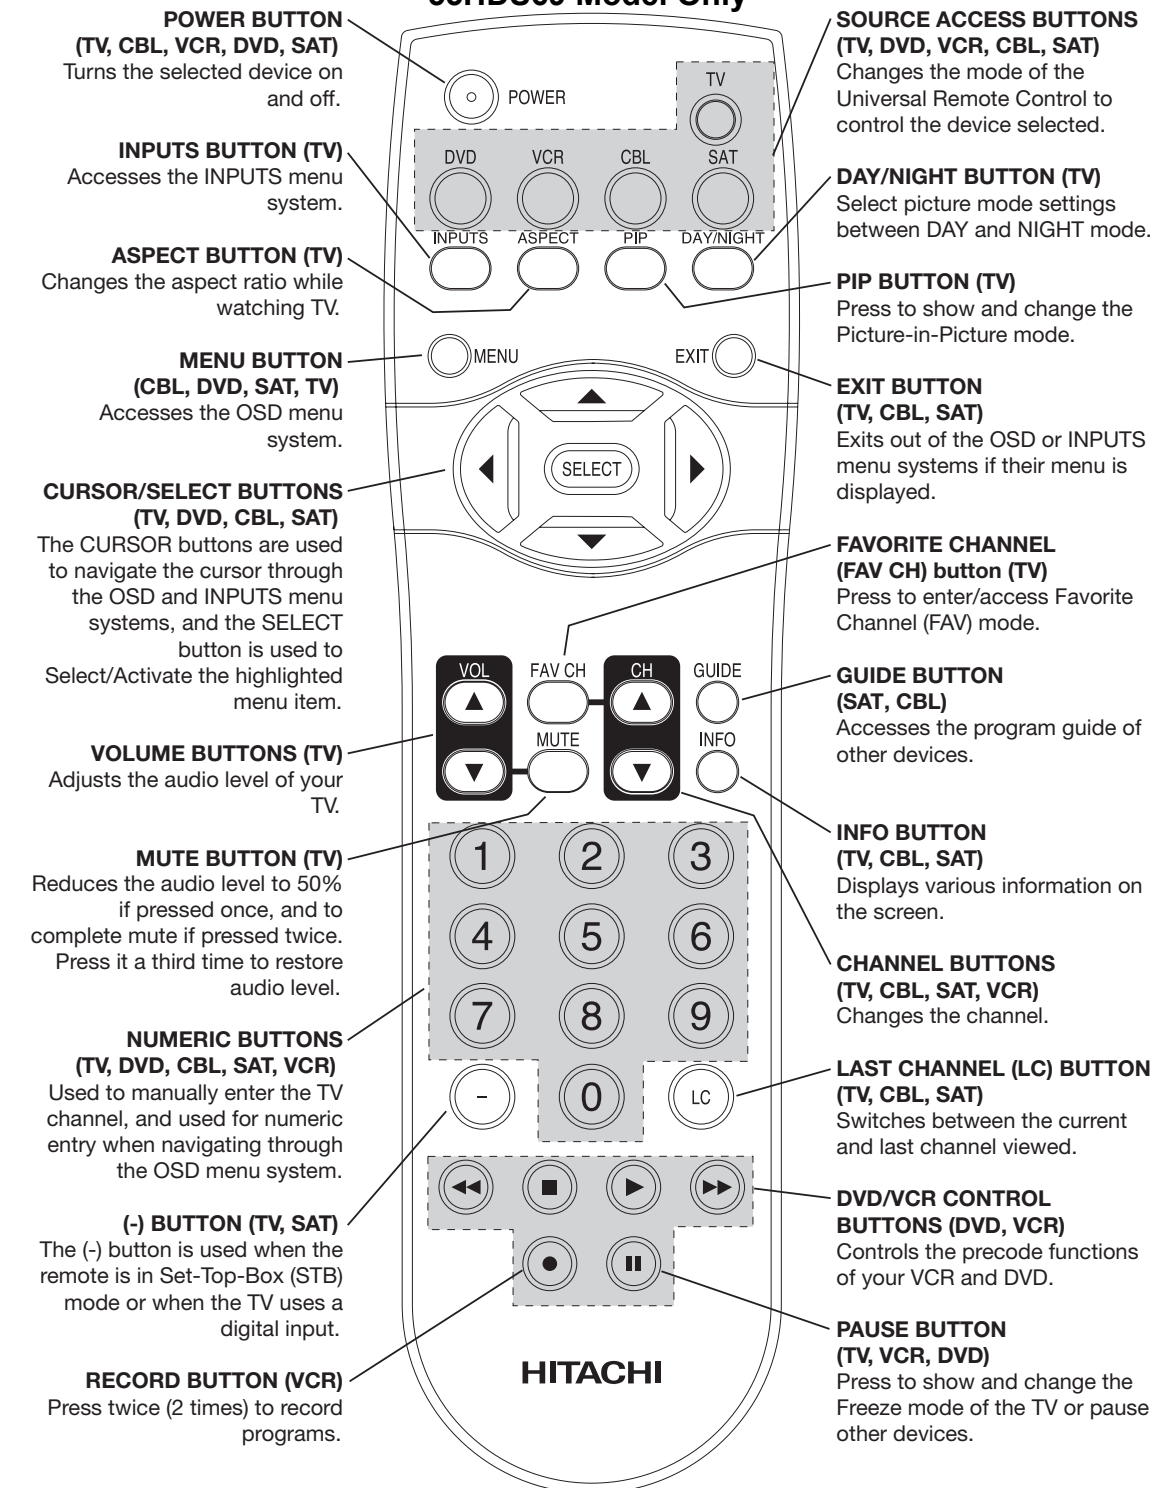 POWER BUTTON
(TV, CBL, VCR, DVD, SAT)
Turns the selected device on
and off.
INPUTS BUTTON (TV)
Accesses the INPUTS menu
system.
ASPECT BUTTON (TV)
Changes the aspect ratio while
watching TV.
MENU BUTTON
(CBL, DVD, SAT, TV)
Accesses the OSD menu
system.
CURSOR/SELECT BUTTONS
(TV, DVD, CBL, SAT)
The CURSOR buttons are used
to navigate the cursor through
the OSD and INPUTS menu
systems, and the SELECT
button is used to
Select/Activate the highlighted
menu item.
VOLUME BUTTONS (TV)
Adjusts the audio level of your
TV.
MUTE BUTTON (TV)
Reduces the audio level to 50%
if pressed once, and to
complete mute if pressed twice.
Press it a third time to restore
audio level.
NUMERIC BUTTONS
(TV, DVD, CBL, SAT, VCR)
Used to manually enter the TV
channel, and used for numeric
entry when navigating through
the OSD menu system.
(-) BUTTON (TV, SAT)
The (-) button is used when the
remote is in Set-Top-Box (STB)
mode or when the TV uses a
digital input.
RECORD BUTTON (VCR)
Press twice (2 times) to record
programs.
Model Only
POWER
TV
DVD VCR CBL SAT
INPUTS ASPECT PIP DAY/NIGHT
MENU EXIT
SELECT
VOL FAV CH CH GUIDE
MUTE INFO
1 2 3
4 5 6
7 8 9
- 0 LC
HITACHI
SOURCE ACCESS BUTTONS
(TV, DVD, VCR, CBL, SAT)
Changes the mode of the
Universal Remote Control to
control the device selected.
DAY/NIGHT BUTTON (TV)
Select picture mode settings
between DAY and NIGHT mode.
PIP BUTTON (TV)
Press to show and change the
Picture-in-Picture mode.
EXIT BUTTON
(TV, CBL, SAT)
Exits out of the OSD or INPUTS
menu systems if their menu is
displayed.
FAVORITE CHANNEL
(FAV CH) button (TV)
Press to enter/access Favorite
Channel (FAV) mode.
GUIDE BUTTON
(SAT, CBL)
Accesses the program guide of
other devices.
INFO BUTTON
(TV, CBL, SAT)
Displays various information on
the screen.
CHANNEL BUTTONS
(TV, CBL, SAT, VCR)
Changes the channel.
LAST CHANNEL (LC) BUTTON
(TV, CBL, SAT)
Switches between the current
and last channel viewed.
DVD/VCR CONTROL
BUTTONS (DVD, VCR)
Controls the precode functions
of your VCR and DVD.
PAUSE BUTTON
(TV, VCR, DVD)
Press to show and change the
Freeze mode of the TV or pause
other devices.